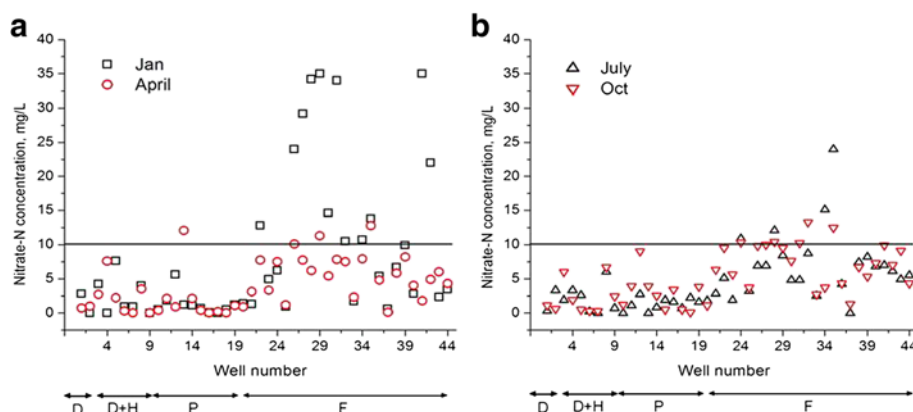 a
Nitrate-N concentration, mg/L
40
35
30
25
20
15
10
5
0
Jan
April
4 9 14 19 24 29 34 39 44
Well number
D D+H P F
b
Nitrate-N concentration, mg/L
40
35
30
25
20
15
10
5
0
July
Oct
4 9 14 19 24 29 34 39 44
Well number
D D+H P F